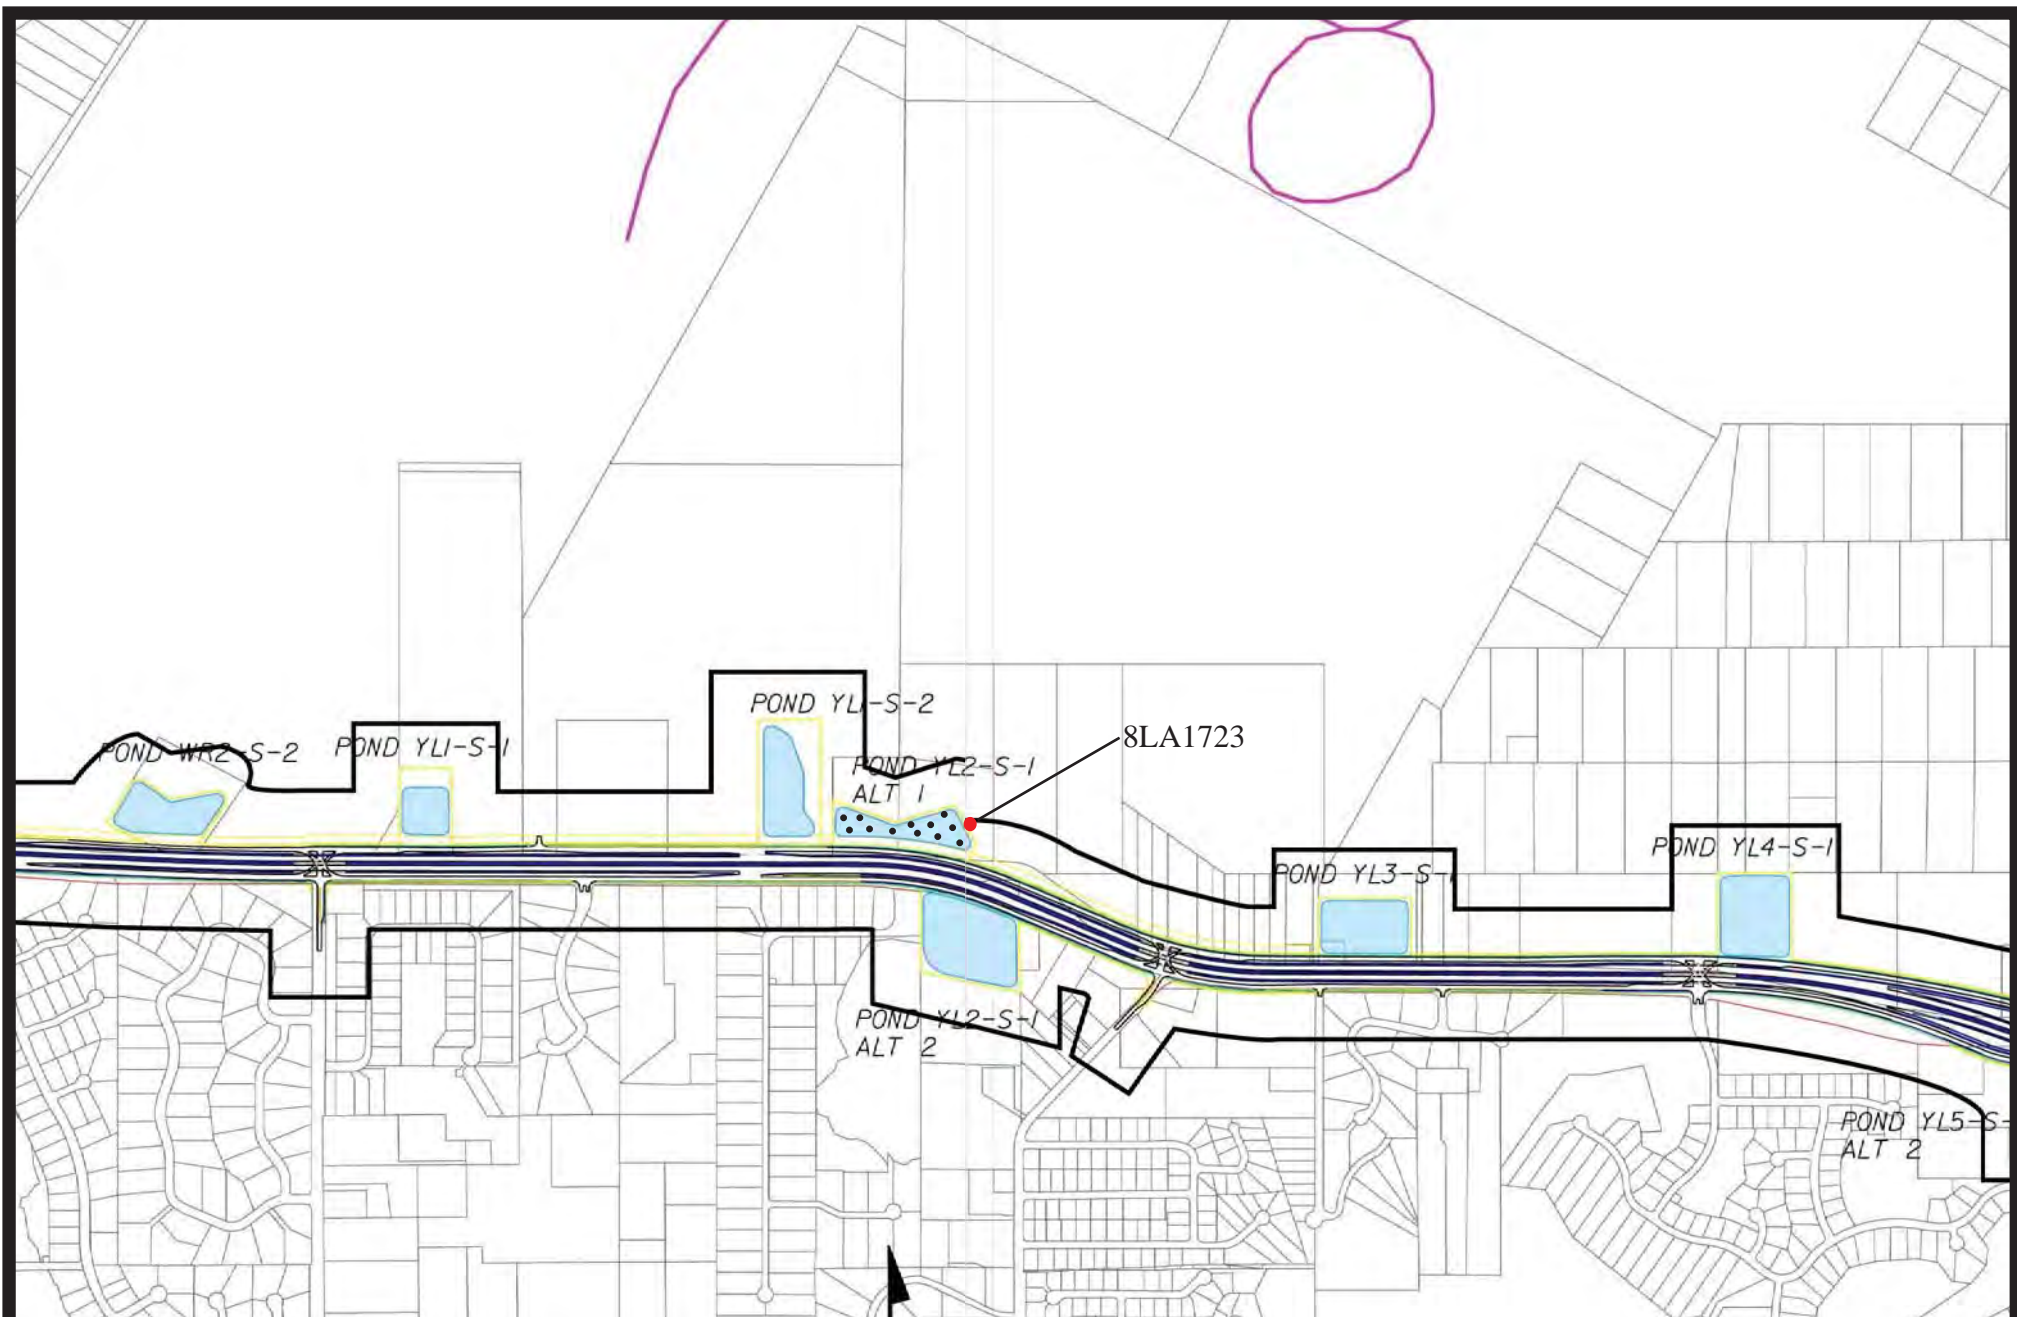 POND YL1-S-2
8LA1723
POND WR2-S-2
POND YL1-S-1
POND YL2-S-1
ALT 1
POND YL4-S-1
POND YL3-S-1
POND YL2-S-1
ALT 2
POND YL5-S-
ALT 2